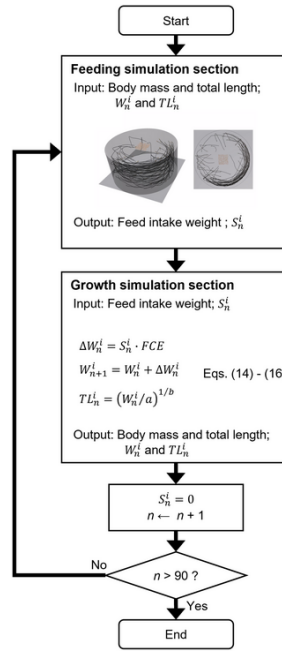 Start
Feeding simulation section
Input: Body mass and total length;
W_n^i and TL_n^i
Output: Feed intake weight ; S_n^i
Growth simulation section
Input: Feed intake weight; S_n^i
ΔW_n^i = S_n^i · FCE
W_{n+1}^i = W_n^i + ΔW_n^i Eqs. (14) - (16
TL_n^i = (W_n^i/a)^{1/b}
Output: Body mass and total length;
W_n^i and TL_n^i
S_n^i = 0
n ← n + 1
No
n > 90 ?
Yes
End